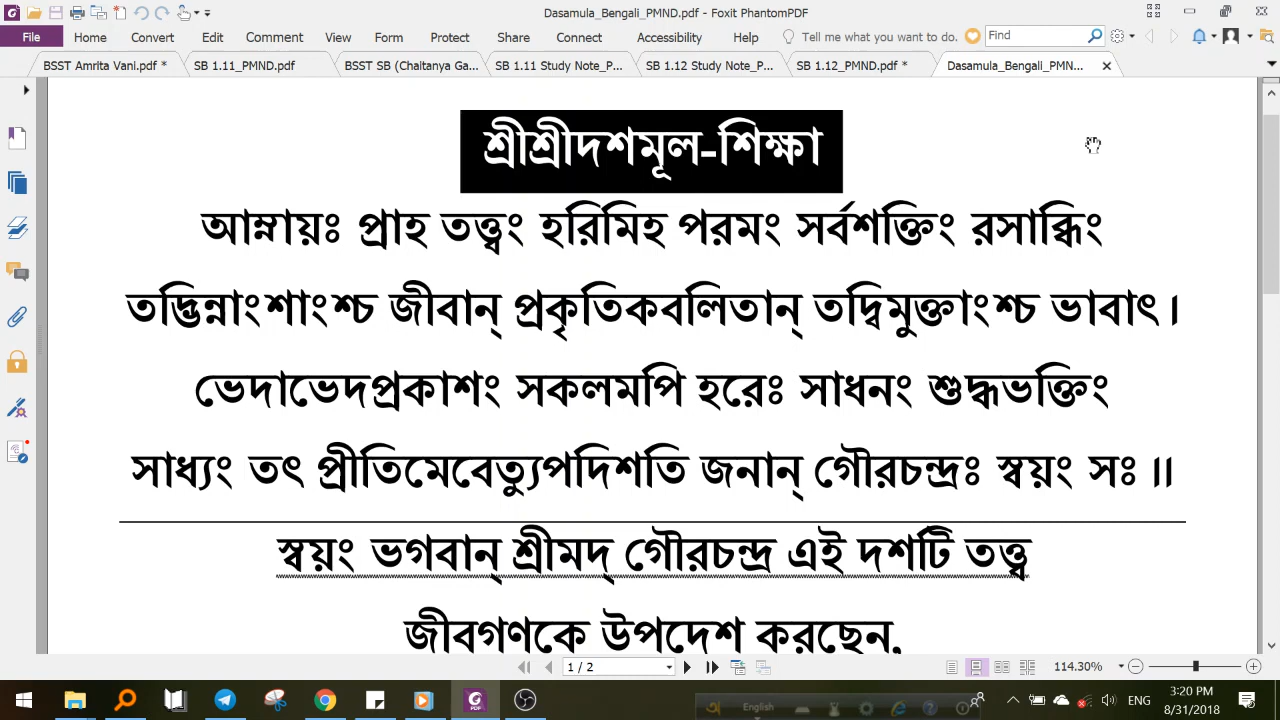 Dasamula_Bengali_PMND.pdf - Foxit PhantomPDF
File Home Convert Edit Comment View Form Protect Share Connect Accessibility Help Tell me what you want to do. Find
BSST Amrita Vani.pdf * SB 1.11_PMND.pdf BSST SB (Chaitanya Ga... SB 1.11 Study Note_P... SB 1.12 Study Note_P... SB 1.12_PMND.pdf * Dasamula_Bengali_PMN...
শ্রীশ্রীদশমূল-শিক্ষা
আম্নায়ঃ প্রাহ তত্ত্বং হরিমিহ পরমং সর্বশক্তিং রসাব্ধিং
তদ্ভিন্নাংশাংশ্চ জীবান্ প্রকৃতিকবলিতান্ তদ্বিমুক্তাংশ্চ ভাবাৎ।
ভেদাভেদপ্রকাশং সকলমপি হরেঃ সাধনং শুদ্ধভক্তিং
সাধ্যং তৎ প্রীতিমেবেত্যুপদিশতি জনান্ গৌরচন্দ্রঃ স্বয়ং সঃ॥
স্বয়ং ভগবান্ শ্রীমদ্ গৌরচন্দ্র এই দশটি তত্ত্ব
জীবগণকে উপদেশ করছেন,
1 / 2 114.30%
English ENG 3:20 PM
8/31/2018